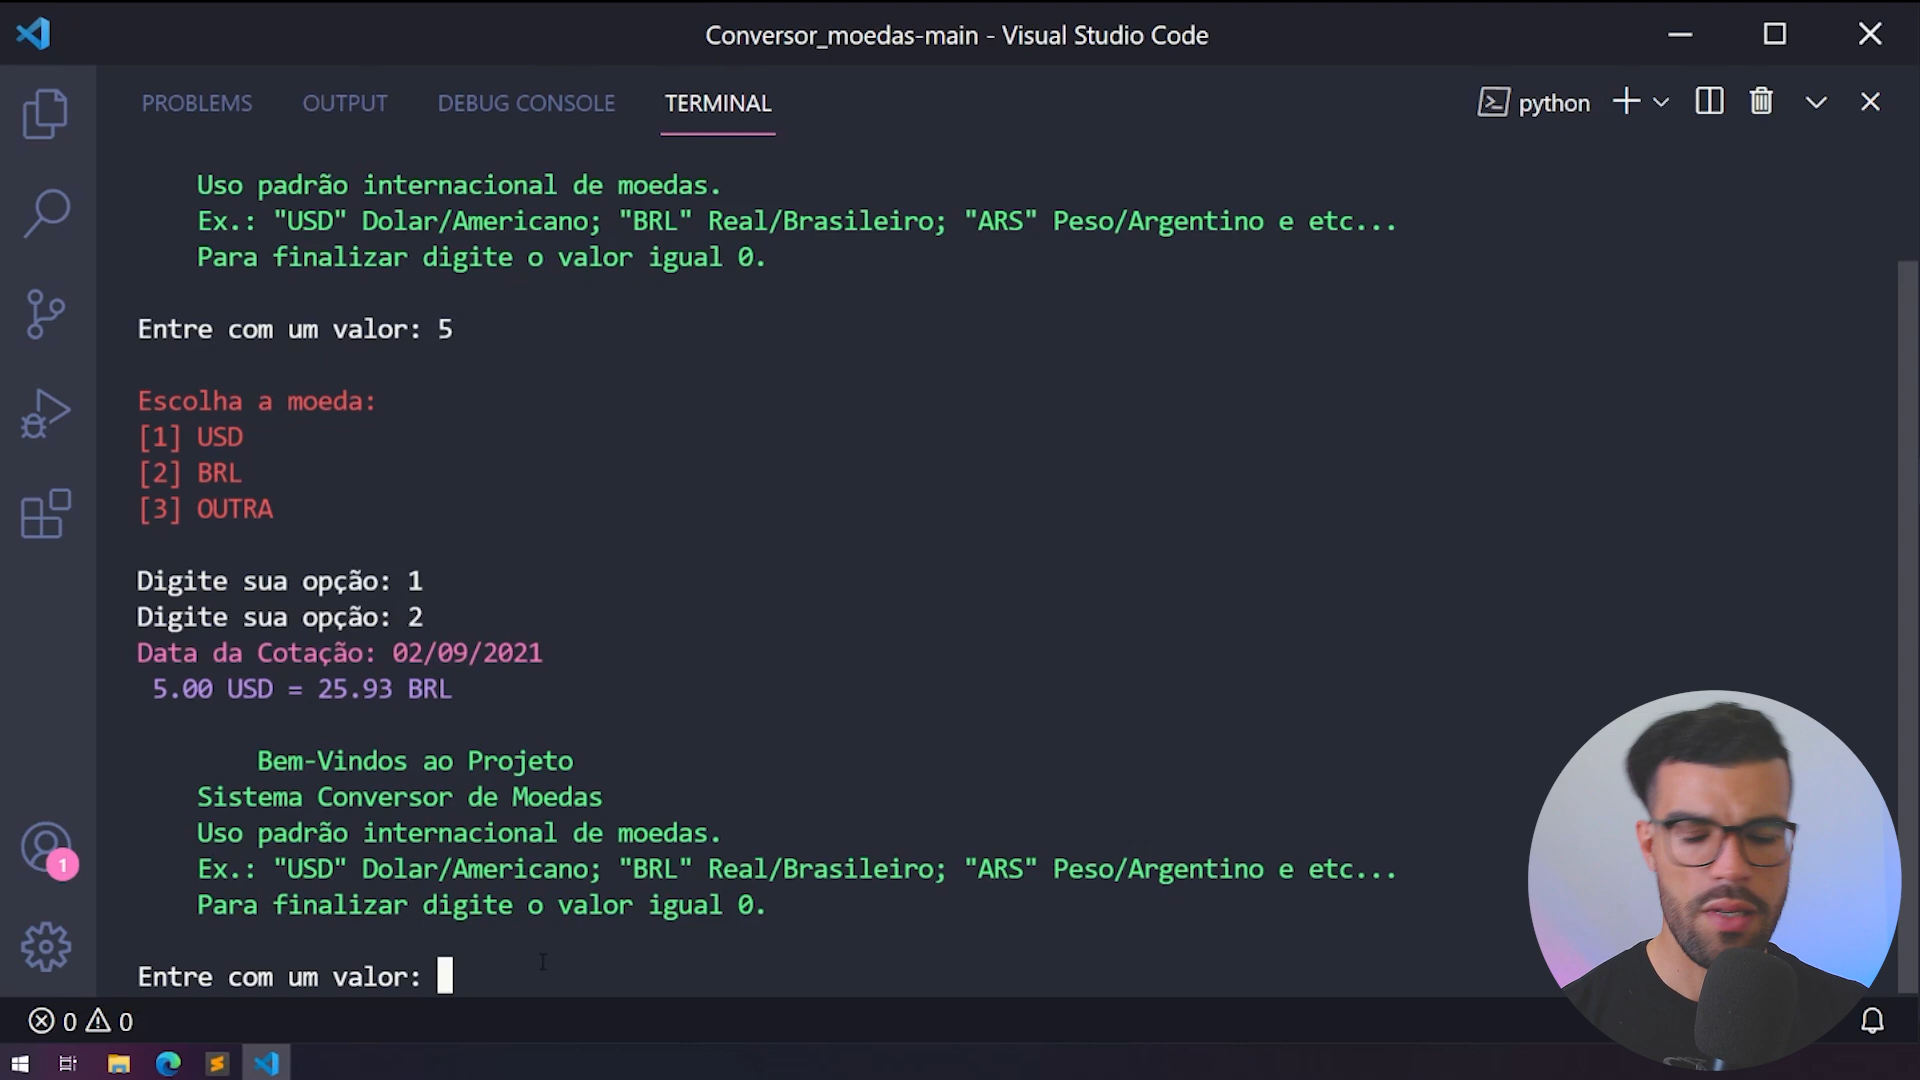 Conversor_moedas-main - Visual Studio Code
PROBLEMS OUTPUT DEBUG CONSOLE TERMINAL python
Uso padrão internacional de moedas.
Ex.: "USD" Dolar/Americano; "BRL" Real/Brasileiro; "ARS" Peso/Argentino e etc...
Para finalizar digite o valor igual 0.
Entre com um valor: 5
Escolha a moeda:
[1] USD
[2] BRL
[3] OUTRA
Digite sua opção: 1
Digite sua opção: 2
Data da Cotação: 02/09/2021
5.00 USD = 25.93 BRL
Bem-Vindos ao Projeto
Sistema Conversor de Moedas
Uso padrão internacional de moedas.
Ex.: "USD" Dolar/Americano; "BRL" Real/Brasileiro; "ARS" Peso/Argentino e etc...
Para finalizar digite o valor igual 0.
1
Entre com um valor:
0 0